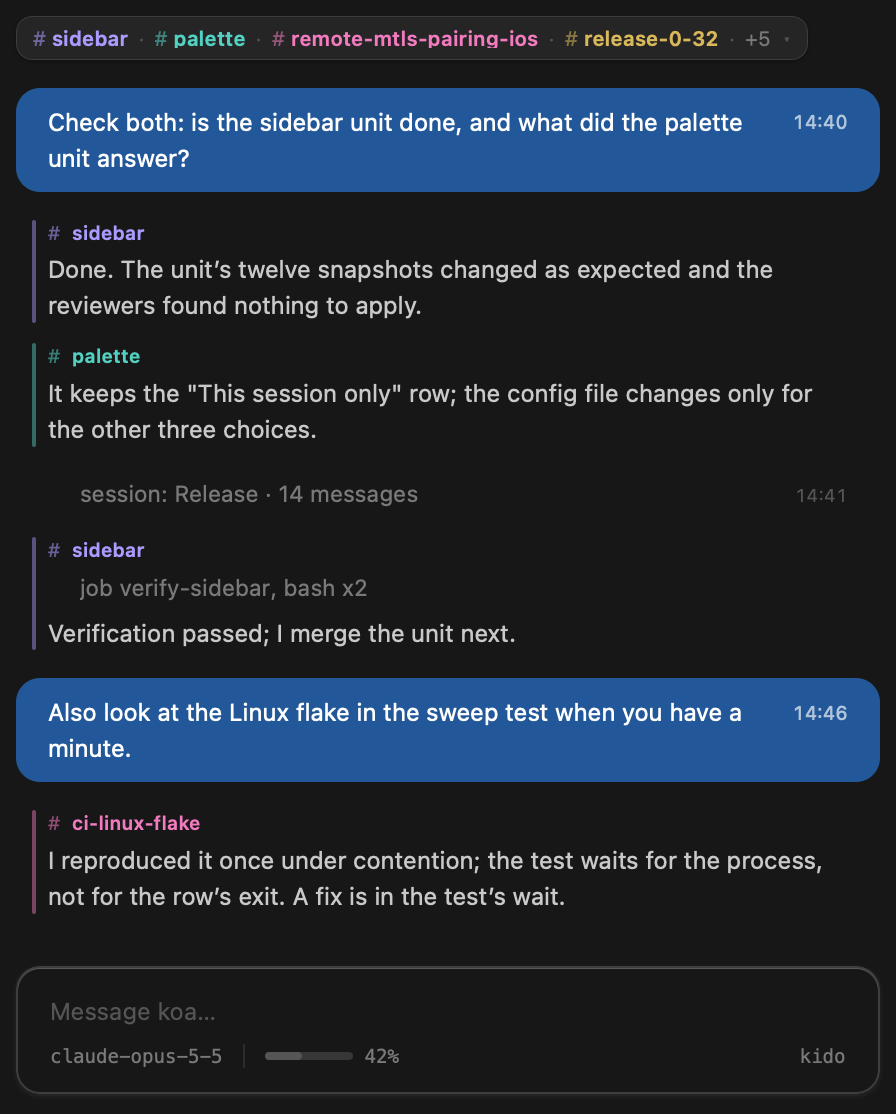 # sidebar · # palette · # remote-mtls-pairing-ios · # release-0-32 · +5
Check both: is the sidebar unit done, and what did the palette 14:40
unit answer?
# sidebar
Done. The unit’s twelve snapshots changed as expected and the
reviewers found nothing to apply.
# palette
It keeps the "This session only" row; the config file changes only for
the other three choices.
session: Release · 14 messages 14:41
# sidebar
job verify-sidebar, bash x2
Verification passed; I merge the unit next.
Also look at the Linux flake in the sweep test when you have a 14:46
minute.
# ci-linux-flake
I reproduced it once under contention; the test waits for the process,
not for the row’s exit. A fix is in the test’s wait.
Message koa...
claude-opus-5-5 42% kido